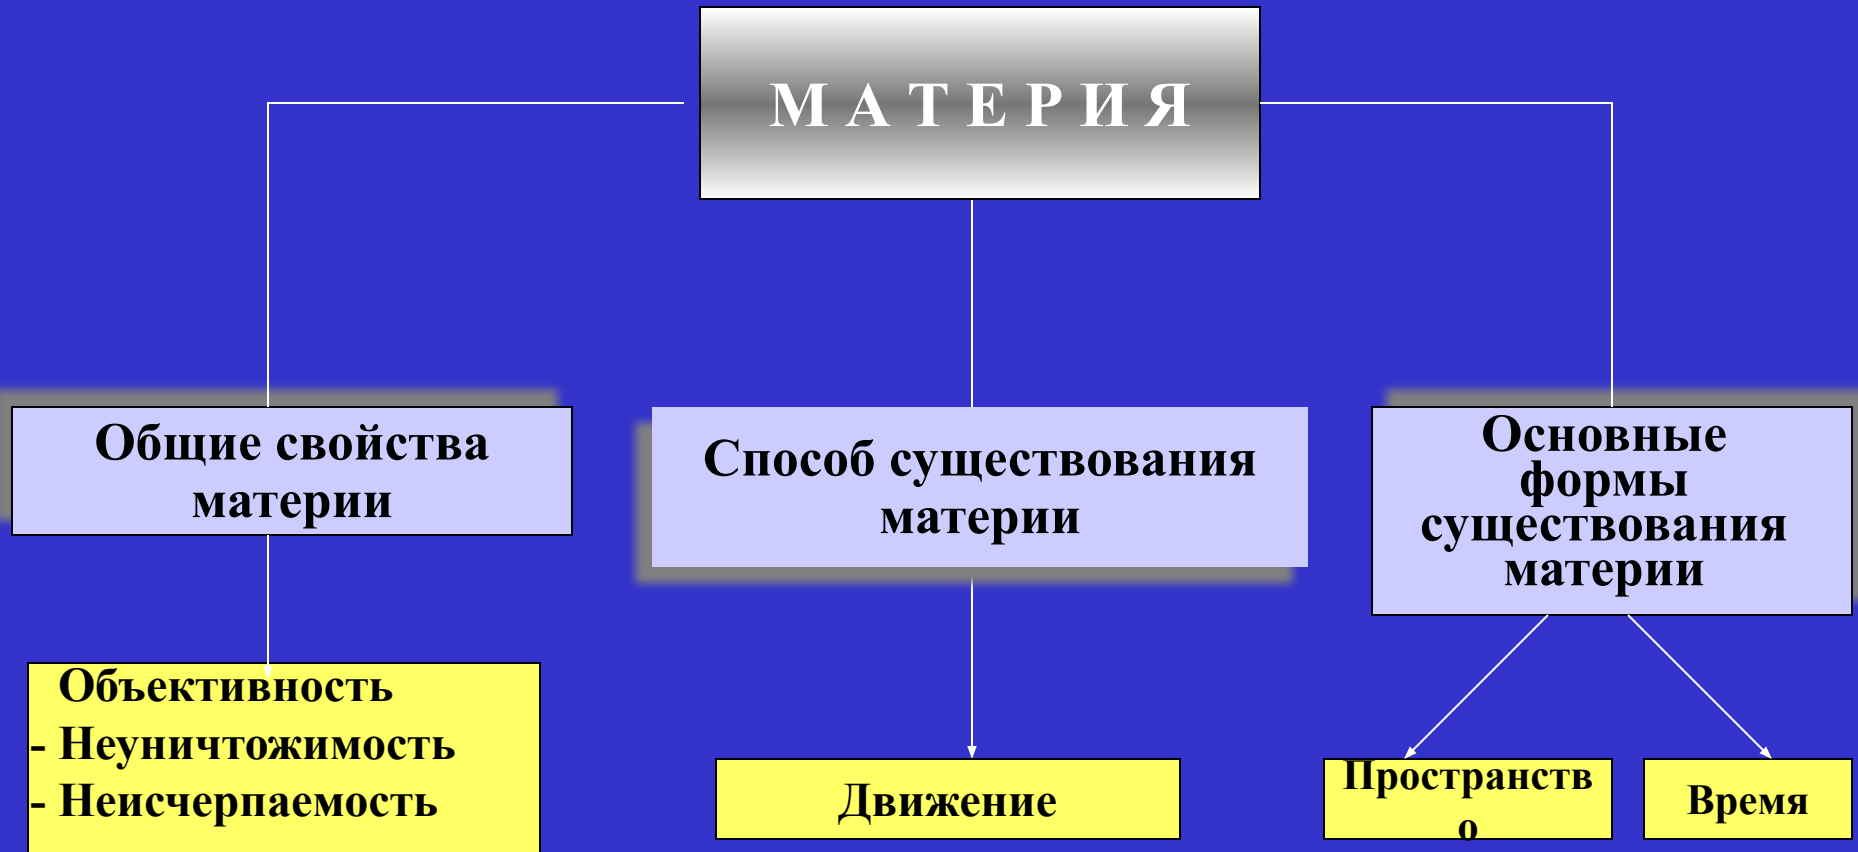 М А Т Е Р И Я
Общие свойства
материи
Способ существования
материи
Основные
формы
существования
материи
Объективность
- Неуничтожимость
- Неисчерпаемость
Движение
Пространств
о
Время